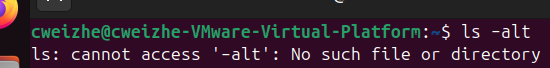 cweizhe@cweizhe-VMware-Virtual-Platform:~$ ls –alt
ls: cannot access '–alt': No such file or directory